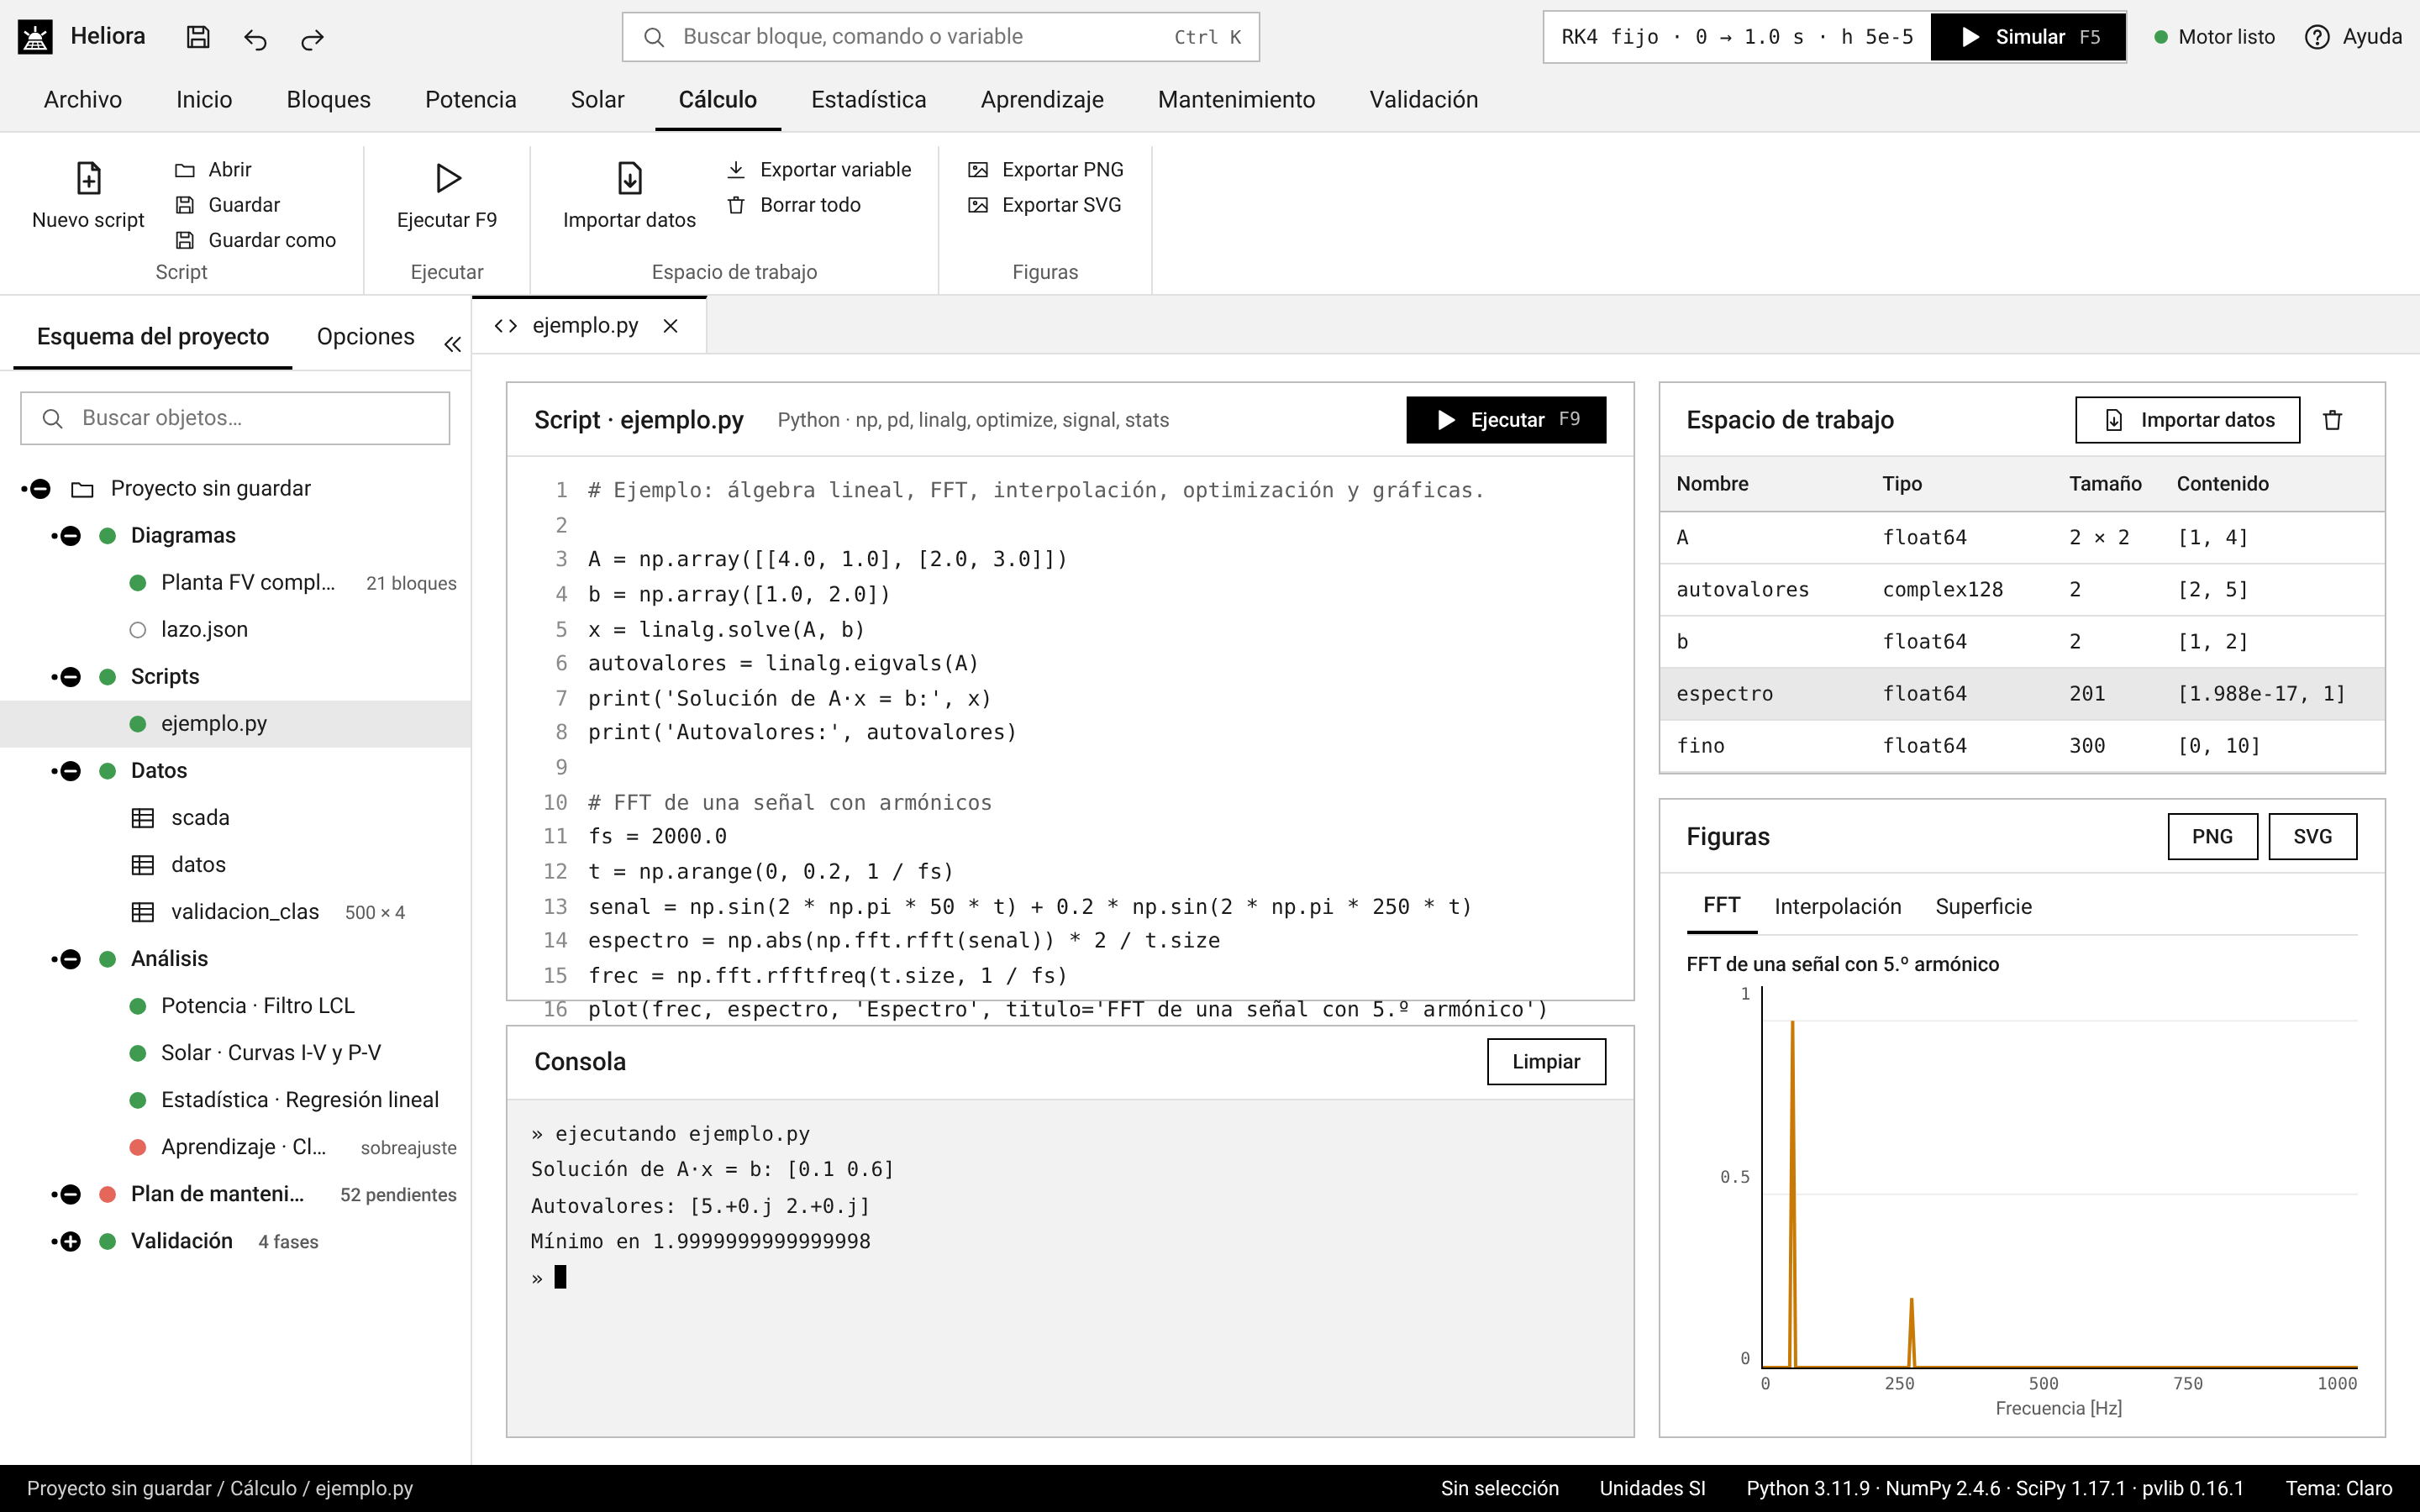 Heliora
Buscar bloque, comando o variable Ctrl K
RK4 fijo · 0 → 1.0 s · h 5e-5 Simular F5 Motor listo Ayuda
Archivo Inicio Bloques Potencia Solar Cálculo Estadística Aprendizaje Mantenimiento Validación
Nuevo script
Abrir
Guardar
Guardar como
Script
Ejecutar F9
Ejecutar
Importar datos
Exportar variable
Borrar todo
Espacio de trabajo
Exportar PNG
Exportar SVG
Figuras
Esquema del proyecto Opciones
Buscar objetos...
Proyecto sin guardar
Diagramas
Planta FV compl... 21 bloques
lazo.json
Scripts
ejemplo.py
Datos
scada
datos
validacion_clas 500 × 4
Análisis
Potencia · Filtro LCL
Solar · Curvas I-V y P-V
Estadística · Regresión lineal
Aprendizaje · Cl... sobreajuste
Plan de manteni... 52 pendientes
Validación 4 fases
ejemplo.py
Script · ejemplo.py Python · np, pd, linalg, optimize, signal, stats Ejecutar F9
1 # Ejemplo: álgebra lineal, FFT, interpolación, optimización y gráficas.
2
3 A = np.array([[4.0, 1.0], [2.0, 3.0]])
4 b = np.array([1.0, 2.0])
5 x = linalg.solve(A, b)
6 autovalores = linalg.eigvals(A)
7 print('Solución de A·x = b:', x)
8 print('Autovalores:', autovalores)
9
10 # FFT de una señal con armónicos
11 fs = 2000.0
12 t = np.arange(0, 0.2, 1 / fs)
13 senal = np.sin(2 * np.pi * 50 * t) + 0.2 * np.sin(2 * np.pi * 250 * t)
14 espectro = np.abs(np.fft.rfft(senal)) * 2 / t.size
15 frec = np.fft.rfftfreq(t.size, 1 / fs)
16 plot(frec, espectro, 'Espectro', titulo='FFT de una señal con 5.º armónico')
Consola Limpiar
» ejecutando ejemplo.py
Solución de A·x = b: [0.1 0.6]
Autovalores: [5.+0.j 2.+0.j]
Mínimo en 1.9999999999999998
»
Espacio de trabajo Importar datos
Nombre Tipo Tamaño Contenido
A float64 2 × 2 [1, 4]
autovalores complex128 2 [2, 5]
b float64 2 [1, 2]
espectro float64 201 [1.988e-17, 1]
fino float64 300 [0, 10]
Figuras PNG SVG
FFT Interpolación Superficie
FFT de una señal con 5.º armónico
1
0.5
0
0 250 500 750 1000
Frecuencia [Hz]
Proyecto sin guardar / Cálculo / ejemplo.py
Sin selección Unidades SI Python 3.11.9 · NumPy 2.4.6 · SciPy 1.17.1 · pvlib 0.16.1 Tema: Claro